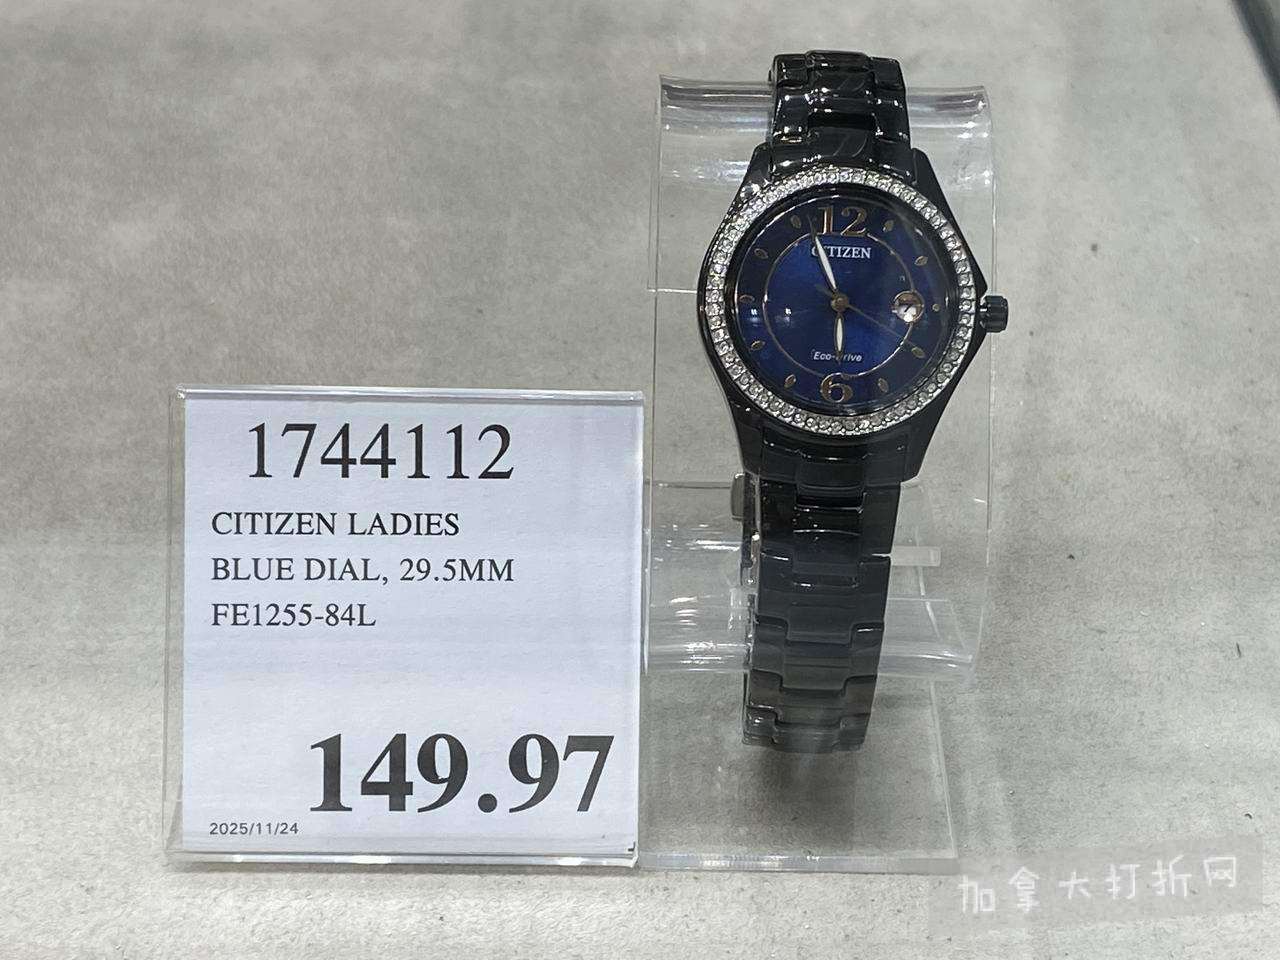 1744112
CITIZEN LADIES
BLUE DIAL, 29.5MM
FE1255-84L
149.97
2025/11/24
12
CITIZEN
7
Eco-Drive
6
加拿大打折网